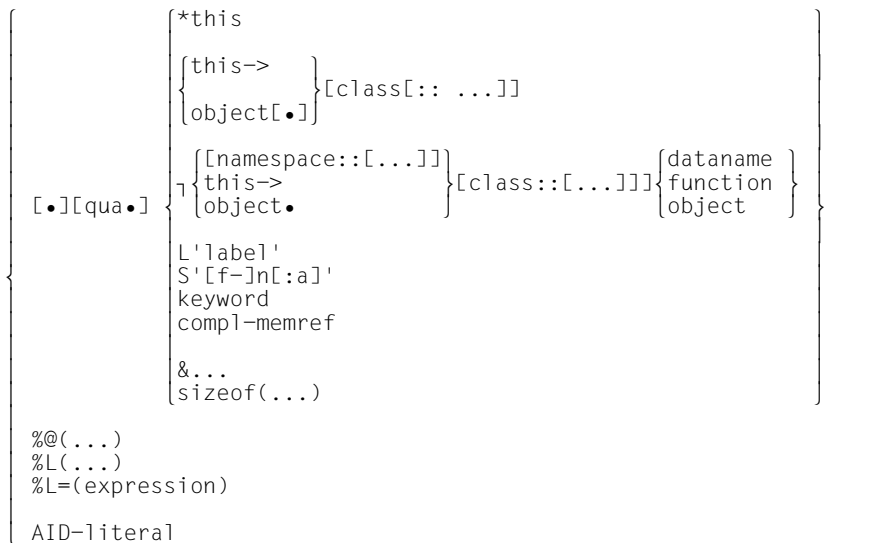 *this
this->
[class[:: ...]]
object[•]
[namespace::[...]]
dataname
[•][qua•]
┐
this->
[class::[...]]]
function
object•
object
L'label'
S'[f-]n[:a]'
keyword
compl-memref
&...
sizeof(...)
%@(...)
%L(...)
%L=(expression)
AID-literal